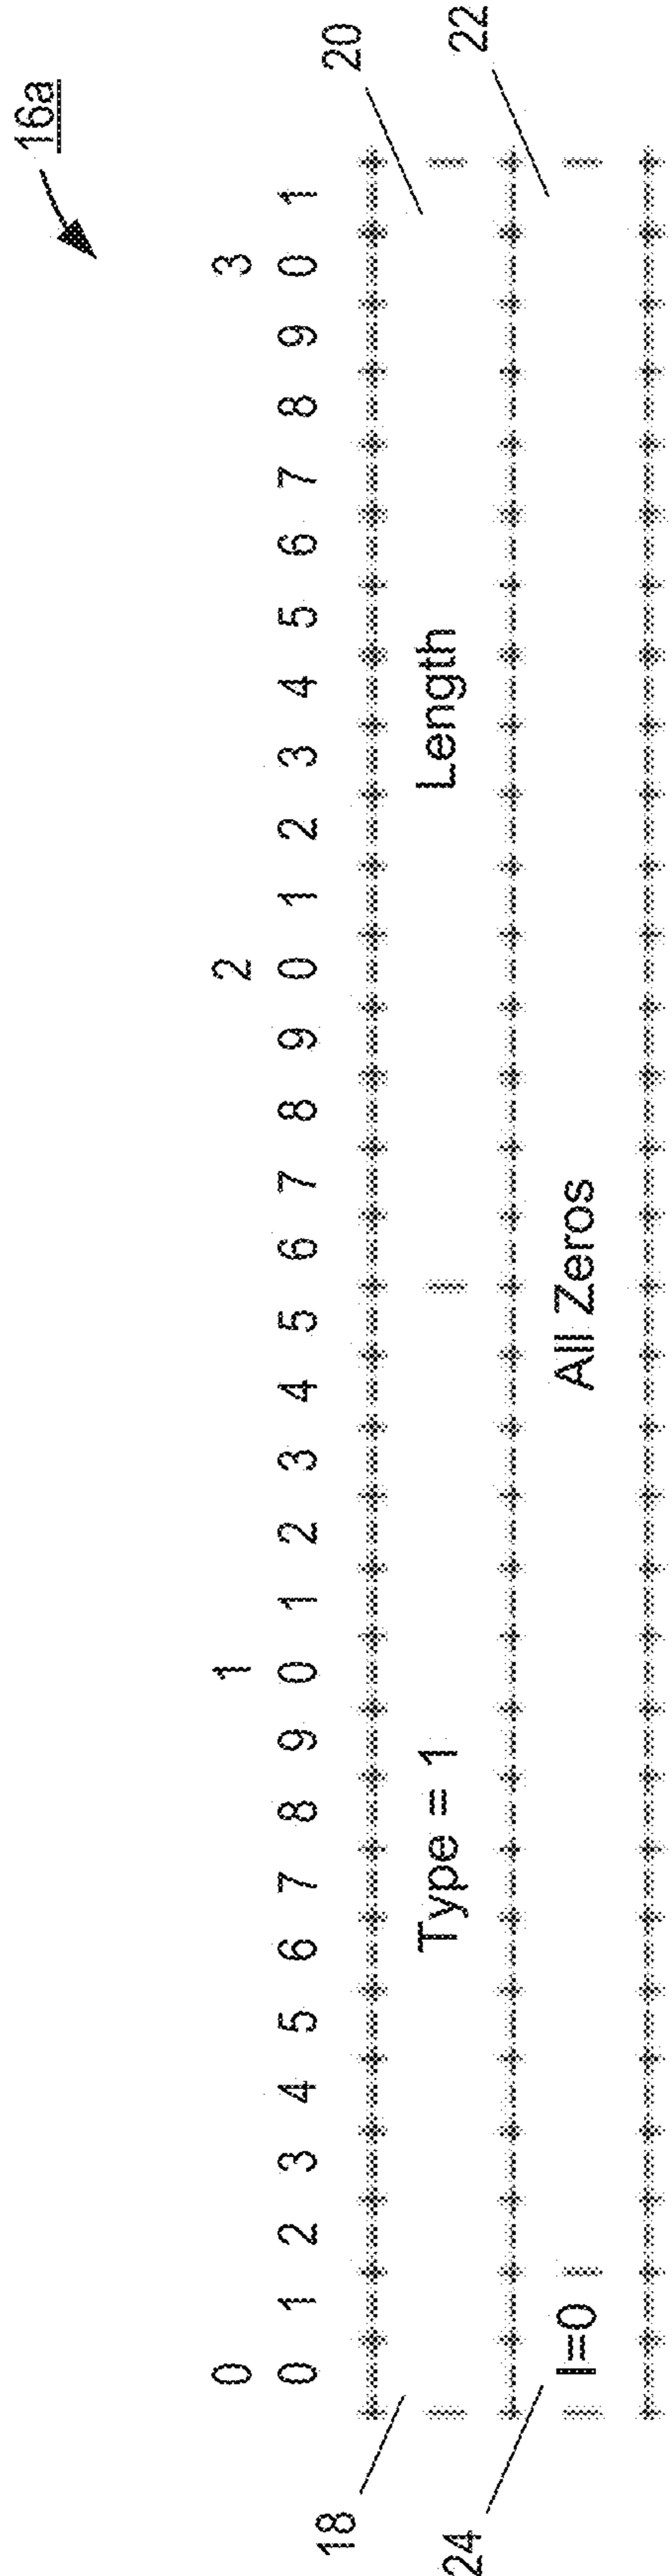 16a
0 1 2 3
0 1 2 3 4 5 6 7 8 9 0 1 2 3 4 5 6 7 8 9 0 1 2 3 4 5 6 7 8 9 0 1
18 20
Type = 1 Length
24 22
I=0 All Zeros